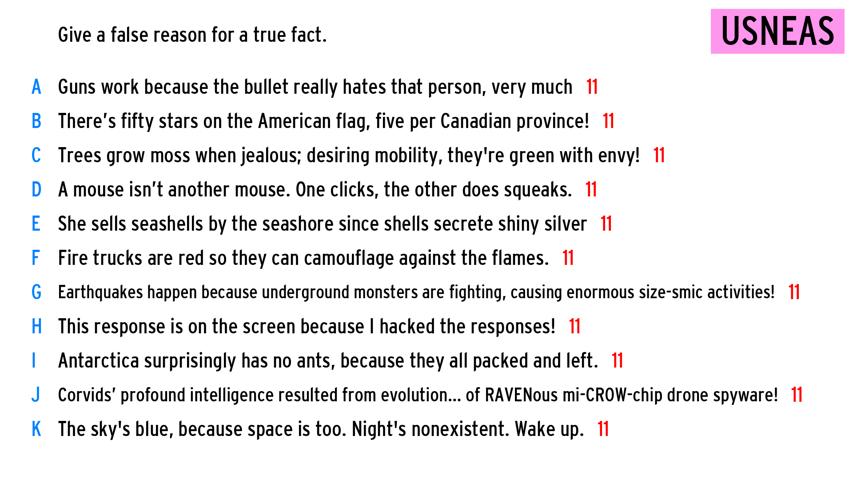 Give a false reason for a true fact.
USNEAS
A Guns work because the bullet really hates that person, very much 11
B There's fifty stars on the American flag, five per Canadian province! 11
C Trees grow moss when jealous; desiring mobility, they're green with envy! 11
D A mouse isn't another mouse. One clicks, the other does squeaks. 11
E She sells seashells by the seashore since shells secrete shiny silver 11
F Fire trucks are red so they can camouflage against the flames. 11
G Earthquakes happen because underground monsters are fighting, causing enormous size-smic activities! 11
H This response is on the screen because I hacked the responses! 11
I Antarctica surprisingly has no ants, because they all packed and left. 11
J Corvids' profound intelligence resulted from evolution... of RAVENous mi-CROW-chip drone spyware! 11
K The sky's blue, because space is too. Night's nonexistent. Wake up. 11